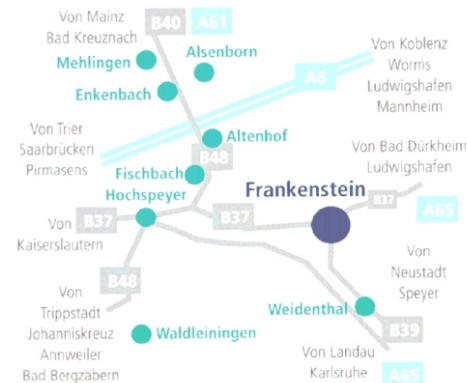 Von Mainz
Bad Kreuznach
B40
A61
Mehlingen
Alsenborn
Enkenbach
Von Koblenz
Worms
Ludwigshafen
Mannheim
A6
Von Trier
Saarbrücken
Pirmasens
Altenhof
B48
Fischbach
Hochspeyer
Von Bad Dürkheim
Ludwigshafen
Frankenstein
B37
A65
Von
Kaiserslautern
B37
B37
B48
Von
Neustadt
Speyer
Von
Trippstadt
Johanniskreuz
Annweiler
Bad Bergzabern
Waldleiningen
Weidenthal
B39
Von Landau
Karlsruhe
A65